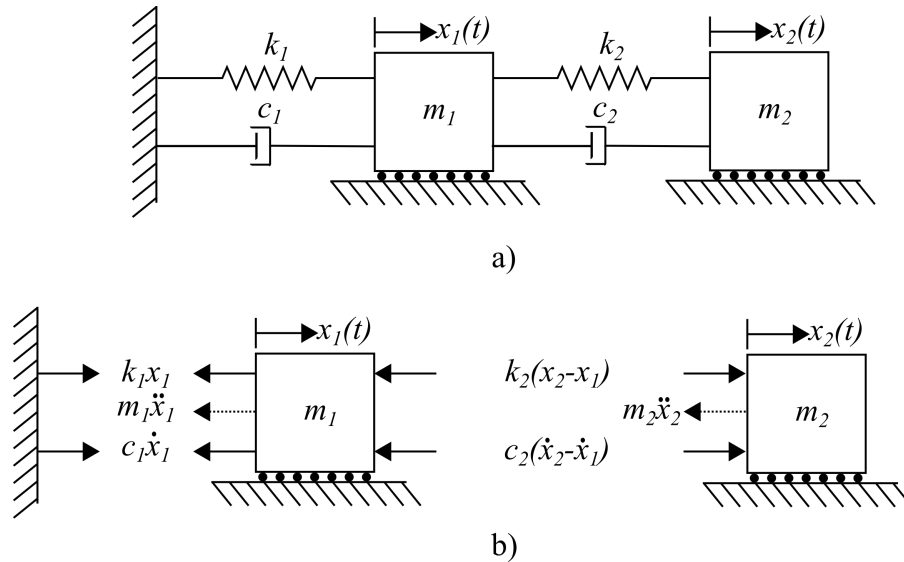 x₁(t) x₂(t)
k₁ k₂
c₁ c₂
m₁ m₂
a)
x₁(t) x₂(t)
k₁x₁ k₂(x₂-x₁)
m₁ẍ₁ m₁ m₂ẍ₂ m₂
c₁ẋ₁ c₂(ẋ₂-ẋ₁)
b)